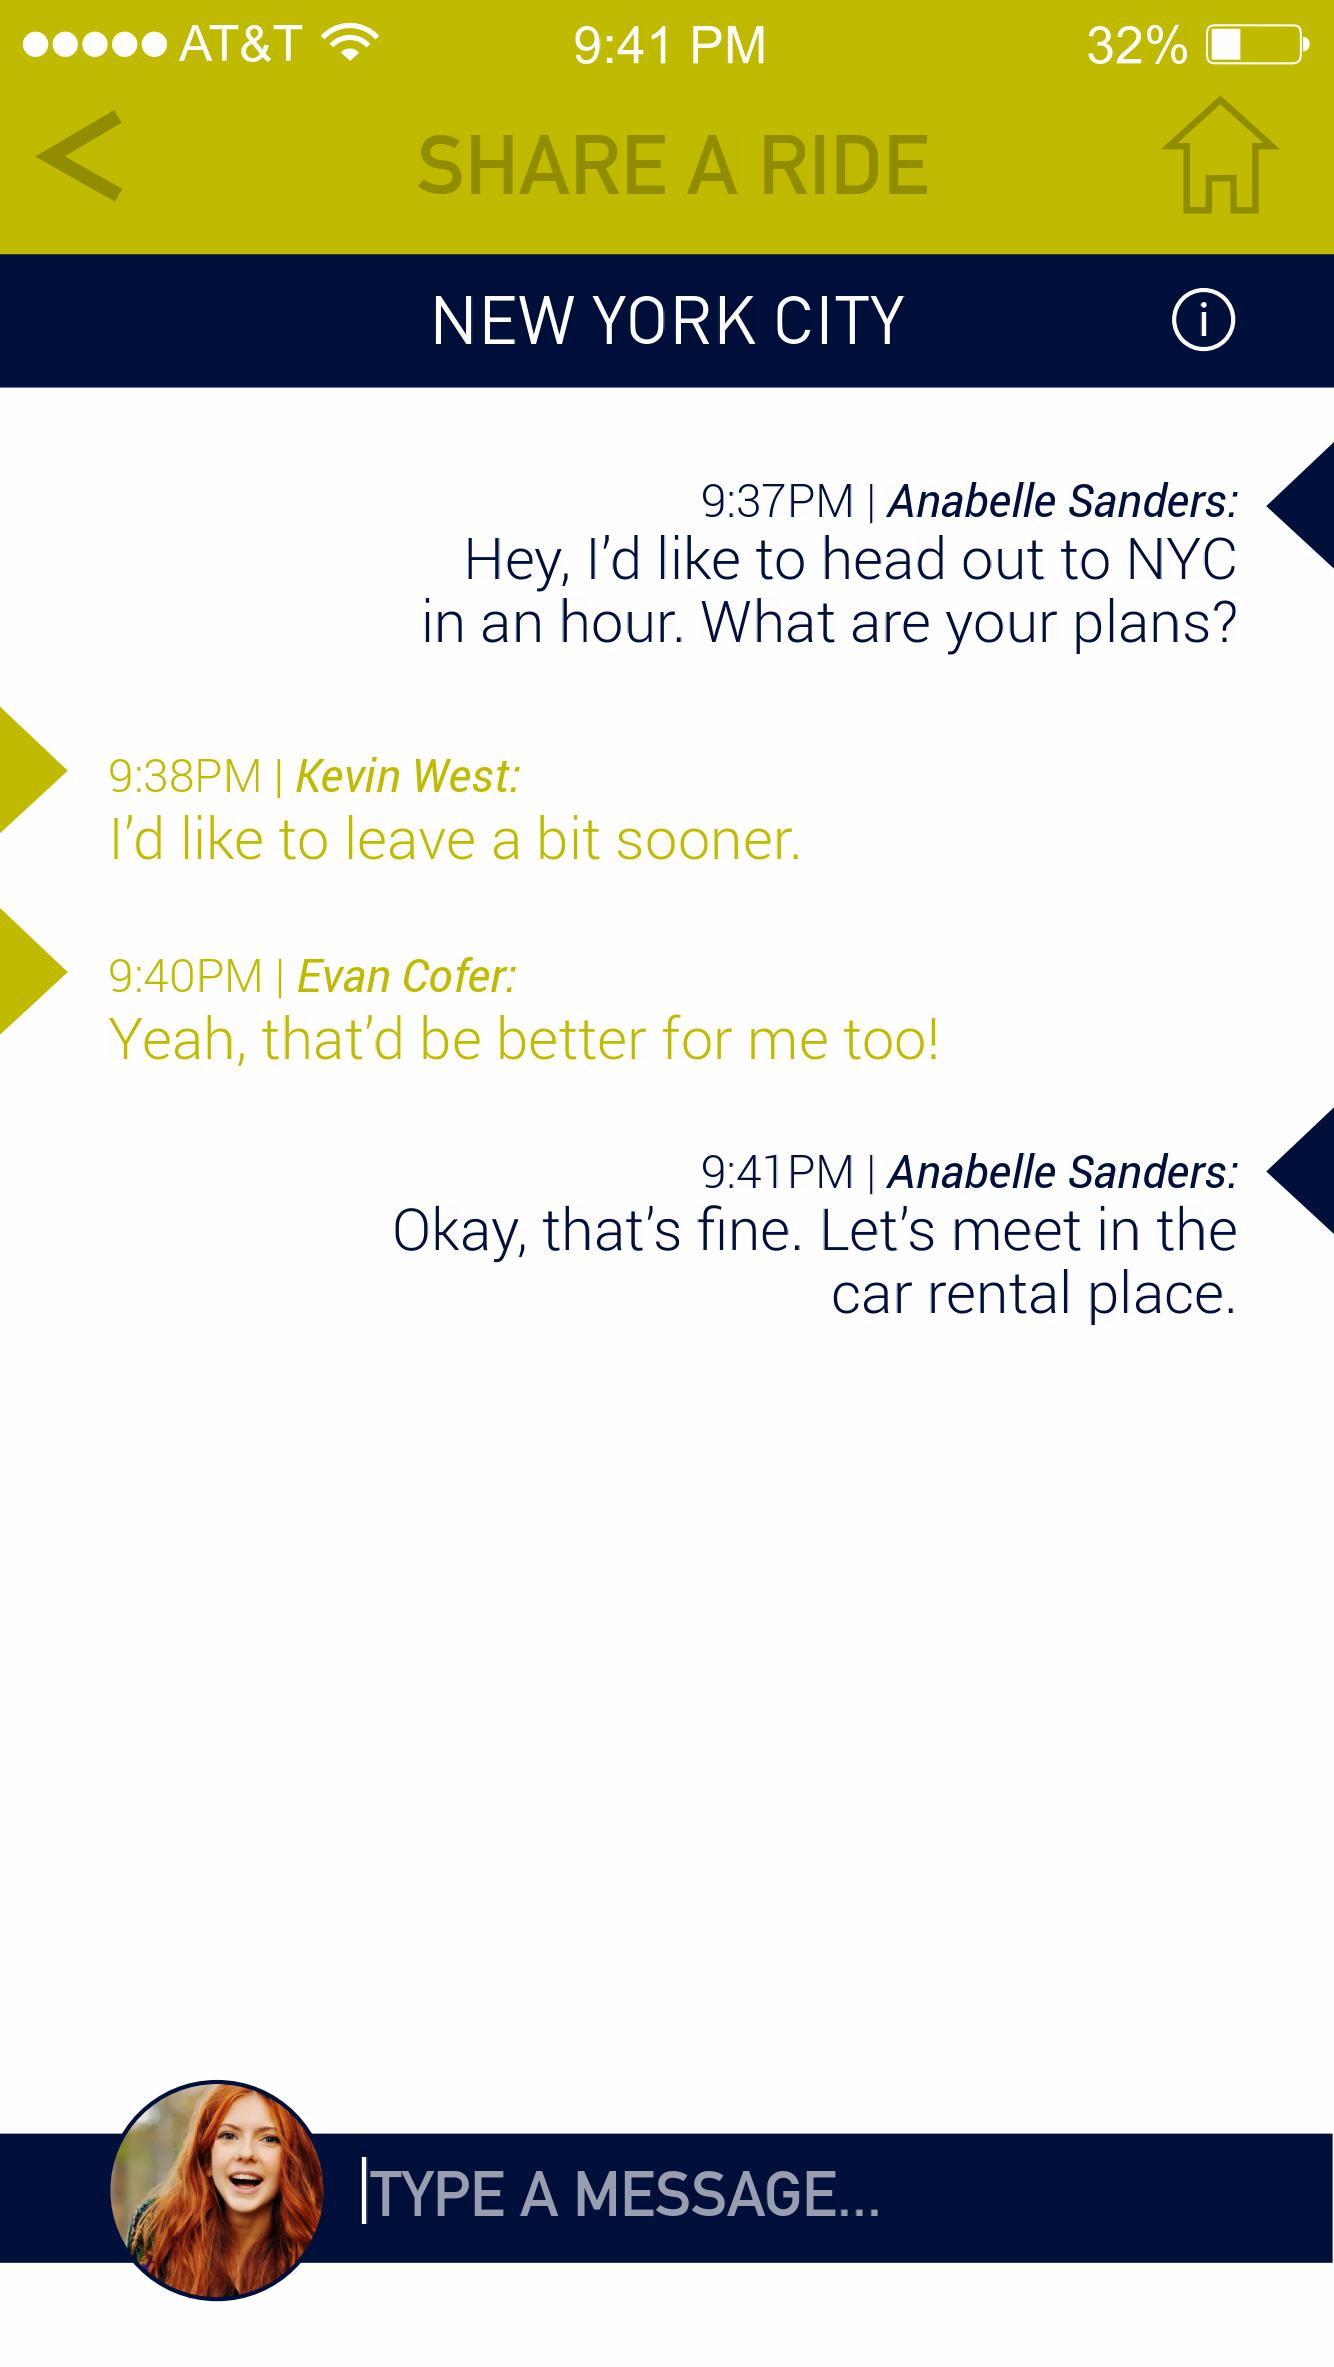 AT&T 9:41 PM 32%
SHARE A RIDE
NEW YORK CITY i
9:37PM | Anabelle Sanders:
Hey, I’d like to head out to NYC
in an hour. What are your plans?
9:38PM | Kevin West:
I’d like to leave a bit sooner.
9:40PM | Evan Cofer:
Yeah, that’d be better for me too!
9:41PM | Anabelle Sanders:
Okay, that’s fine. Let’s meet in the
car rental place.
TYPE A MESSAGE...